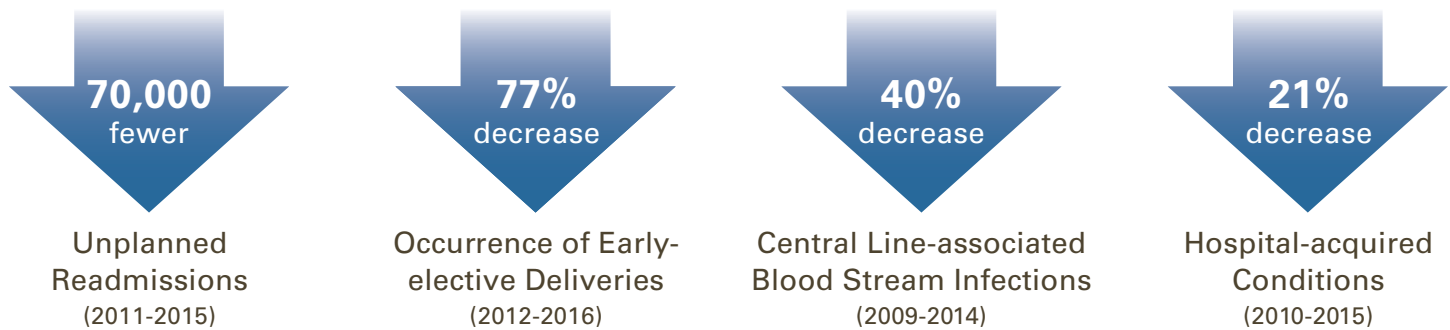 70,000
fewer
Unplanned
Readmissions
(2011-2015)
77%
decrease
Occurrence of Early-
elective Deliveries
(2012-2016)
40%
decrease
Central Line-associated
Blood Stream Infections
(2009-2014)
21%
decrease
Hospital-acquired
Conditions
(2010-2015)